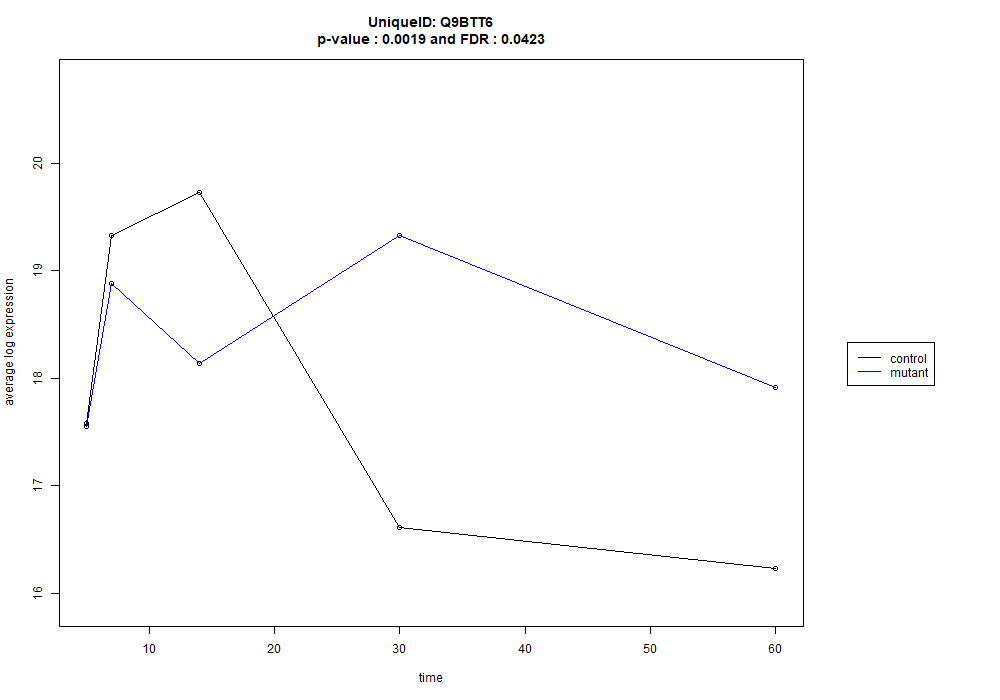 UniqueID: Q9BTT6
p-value : 0.0019 and FDR : 0.0423
average log expression
20
19
18
17
16
10
20
30
40
50
60
time
control
mutant